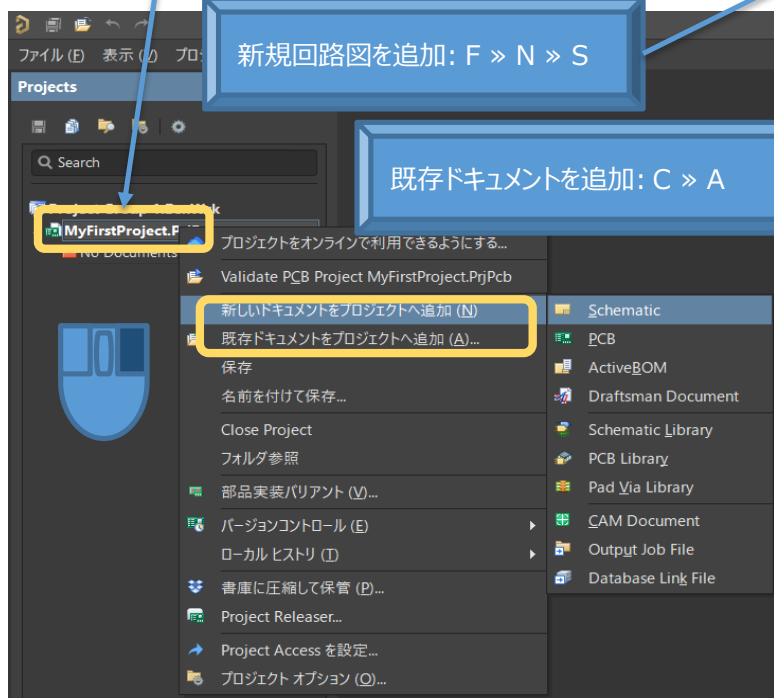 ファイル (F) 表示 (V)
新規回路図を追加: F » N » S
Projects
Search
既存ドキュメントを追加: C » A
MyFirstProject.P
No Documents
プロジェクトをオンラインで利用できるようにする...
Validate PCB Project MyFirstProject.PrjPcb
新しいドキュメントをプロジェクトへ追加 (N)
既存ドキュメントをプロジェクトへ追加 (A)...
保存
名前を付けて保存...
Close Project
フォルダ参照
部品実装バリアント (V)...
バージョンコントロール (E)
ローカル ヒストリ (T)
書庫に圧縮して保管 (P)...
Project Releaser...
Project Access を設定...
プロジェクト オプション (O)...
Schematic
PCB
ActiveBOM
Draftsman Document
Schematic Library
PCB Library
Pad Via Library
CAM Document
Output Job File
Database Link File